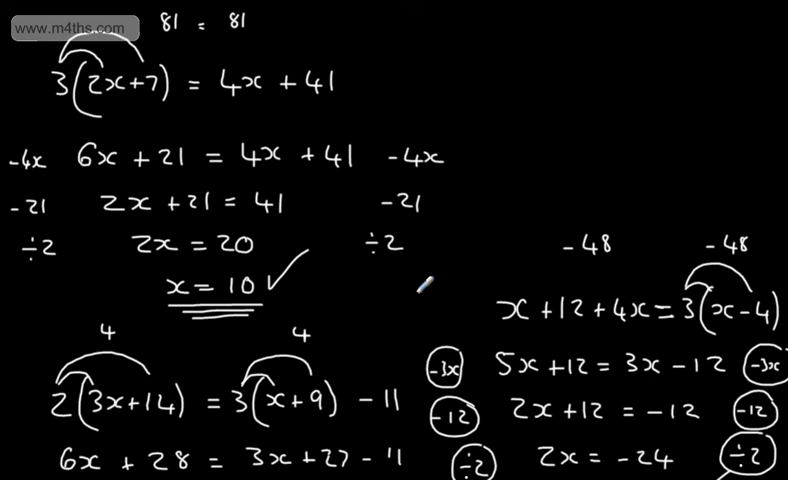 www.m4ths.com
81 = 81
3(2x+7) = 4x + 41
-4x 6x + 21 = 4x + 41 -4x
-21 2x + 21 = 41 -21
÷2 2x = 20 ÷2
x = 10 ✓
4 4
2(3x+14) = 3(x+9) - 11
6x + 28 = 3x + 27 - 11
-48 -48
x + 12 + 4x = 3(x - 4)
-3x 5x + 12 = 3x - 12 -3x
-12 2x + 12 = -12 -12
÷2 2x = -24 ÷2